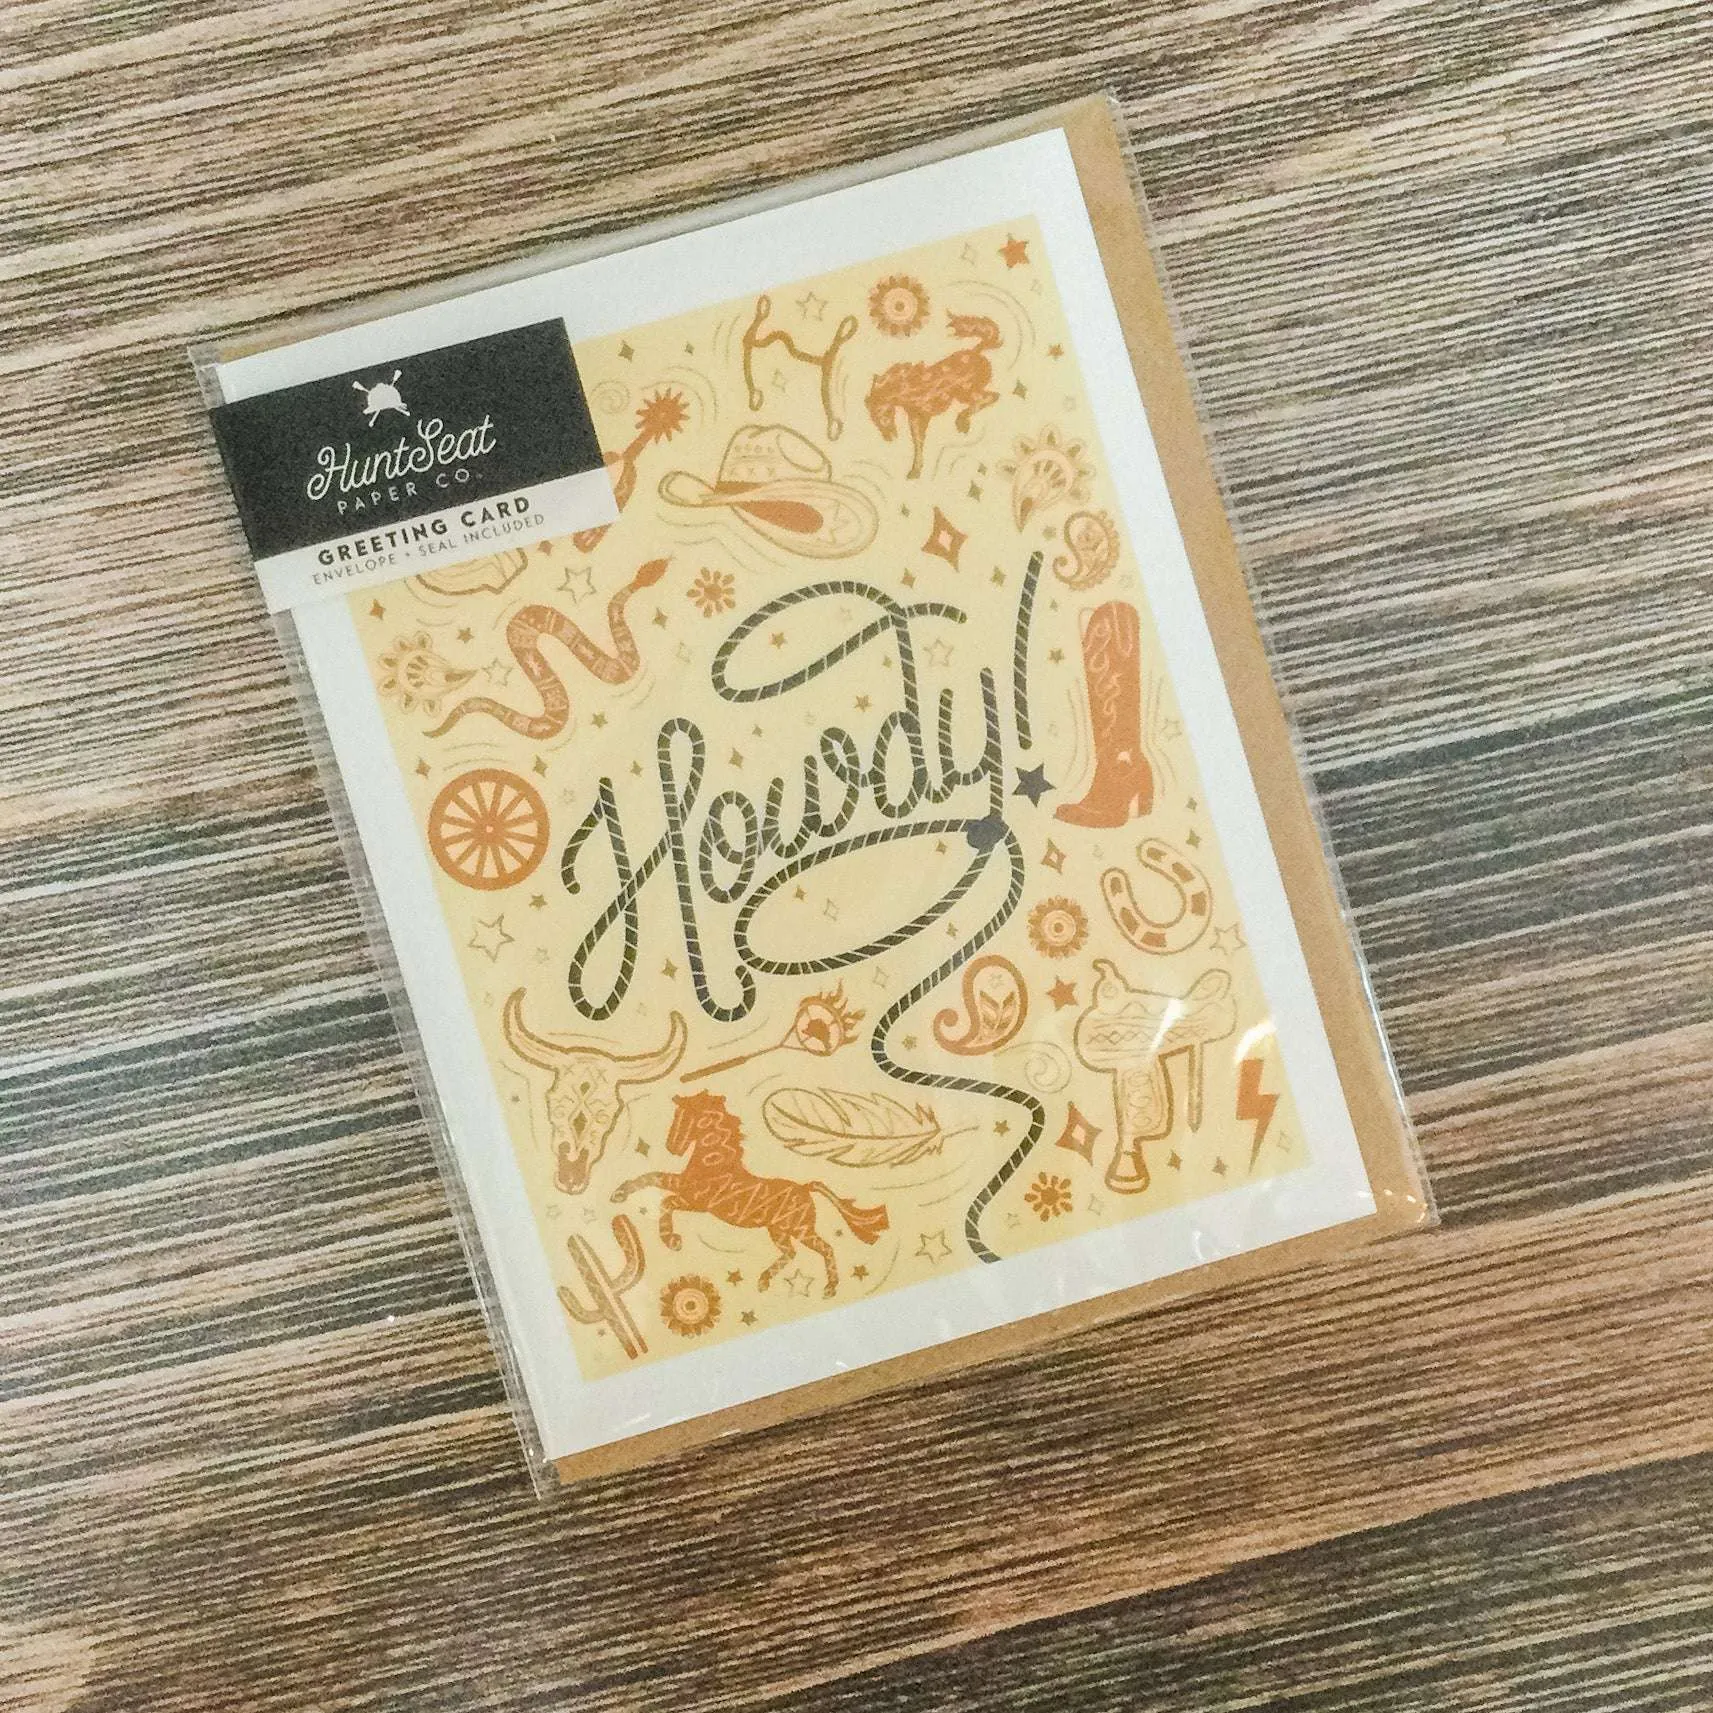 HuntSeat
PAPER CO.
GREETING CARD
ENVELOPE + SEAL INCLUDED
Howdy!